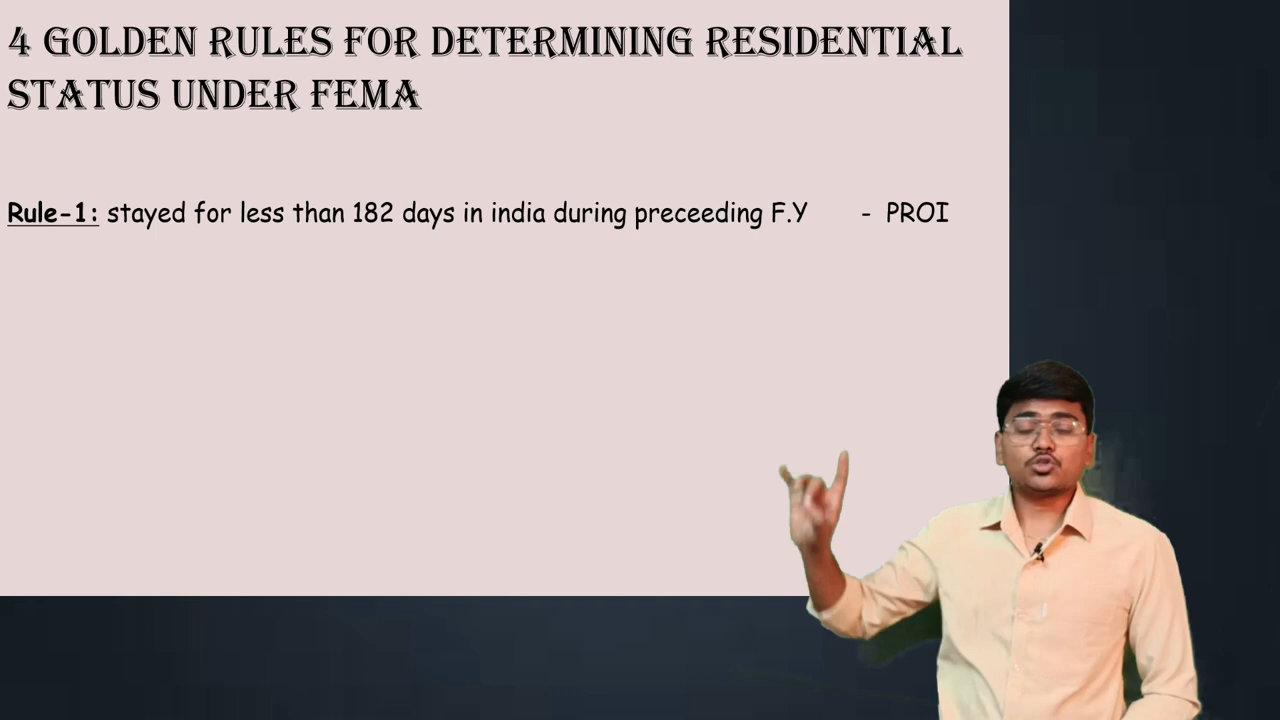 4 GOLDEN RULES FOR DETERMINING RESIDENTIAL
STATUS UNDER FEMA
Rule-1: stayed for less than 182 days in india during preceeding F.Y - PROI